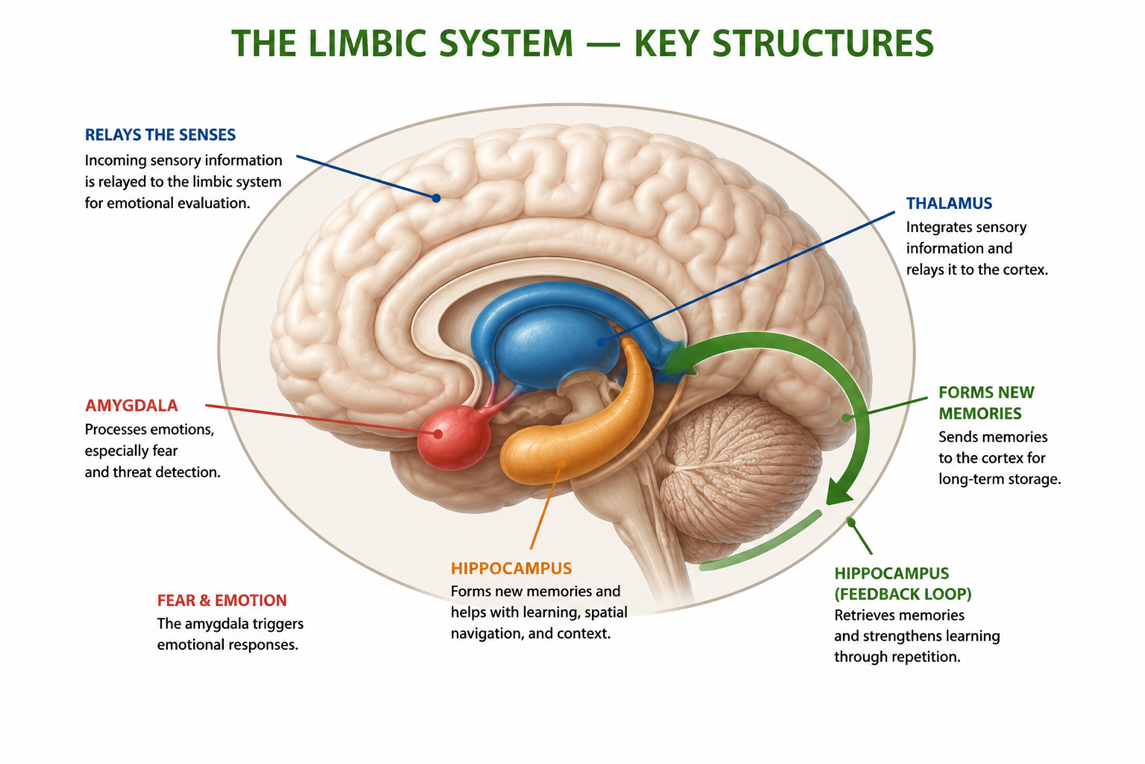 THE LIMBIC SYSTEM — KEY STRUCTURES
RELAYS THE SENSES
Incoming sensory information
is relayed to the limbic system
for emotional evaluation.
THALAMUS
Integrates sensory
information and
relays it to the cortex.
AMYGDALA
Processes emotions,
especially fear
and threat detection.
FORMS NEW
MEMORIES
Sends memories
to the cortex for
long-term storage.
HIPPOCAMPUS
Forms new memories and
helps with learning, spatial
navigation, and context.
HIPPOCAMPUS
(FEEDBACK LOOP)
Retrieves memories
and strengthens learning
through repetition.
FEAR & EMOTION
The amygdala triggers
emotional responses.